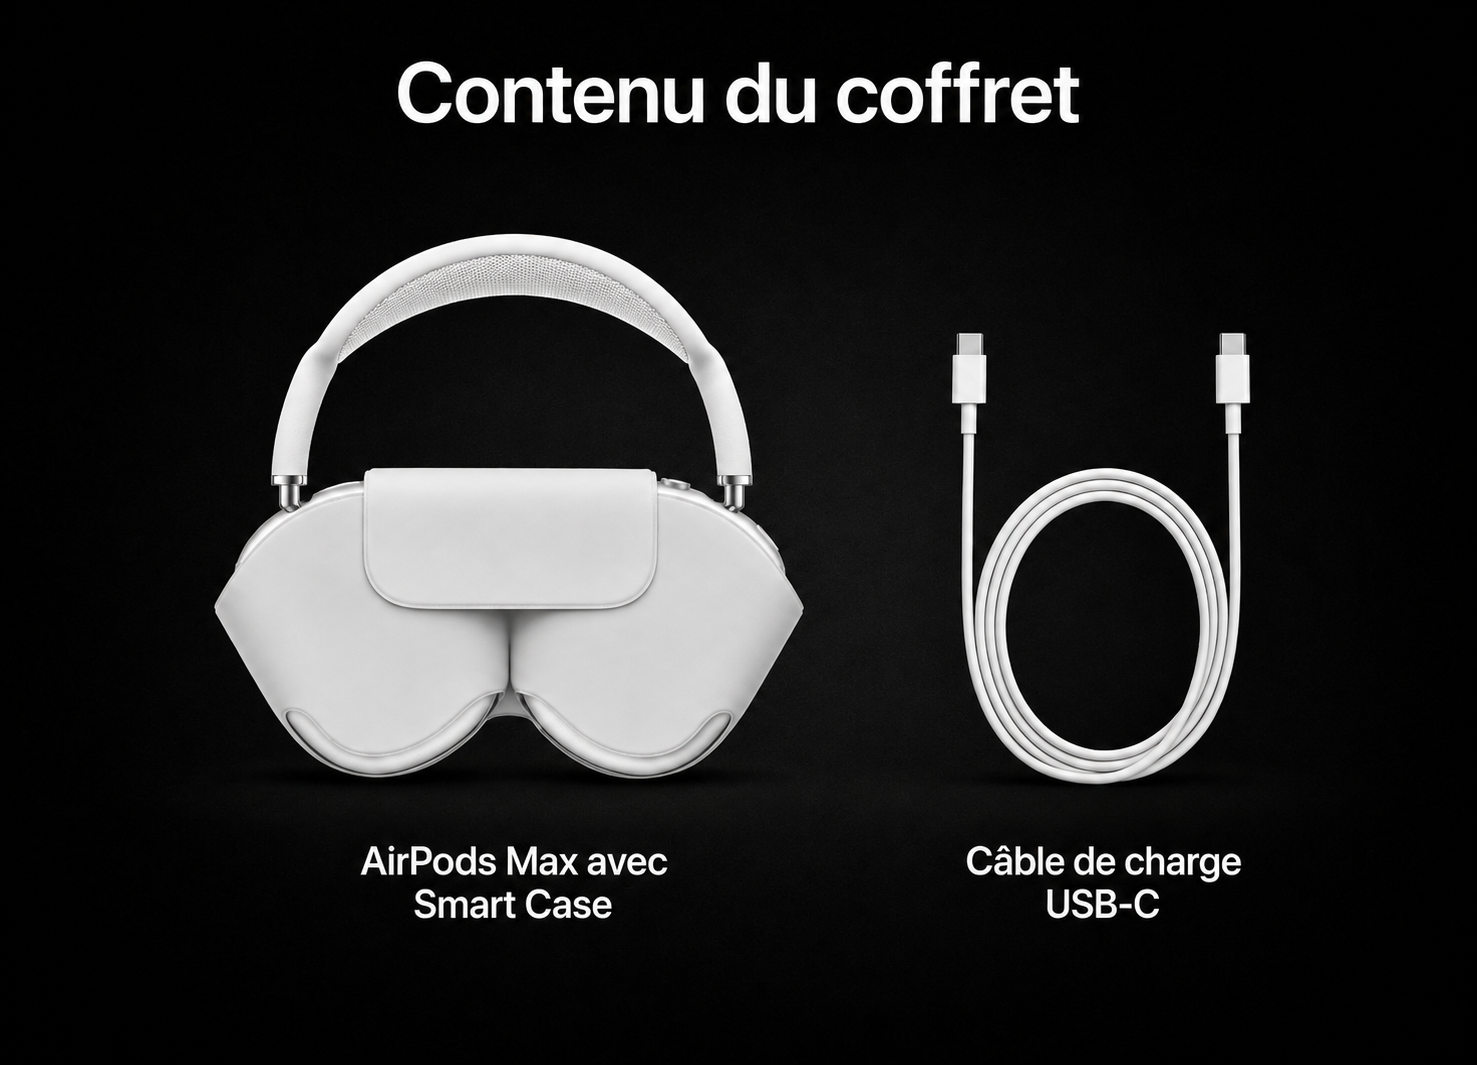 Contenu du coffret
AirPods Max avec
Smart Case
Câble de charge
USB-C